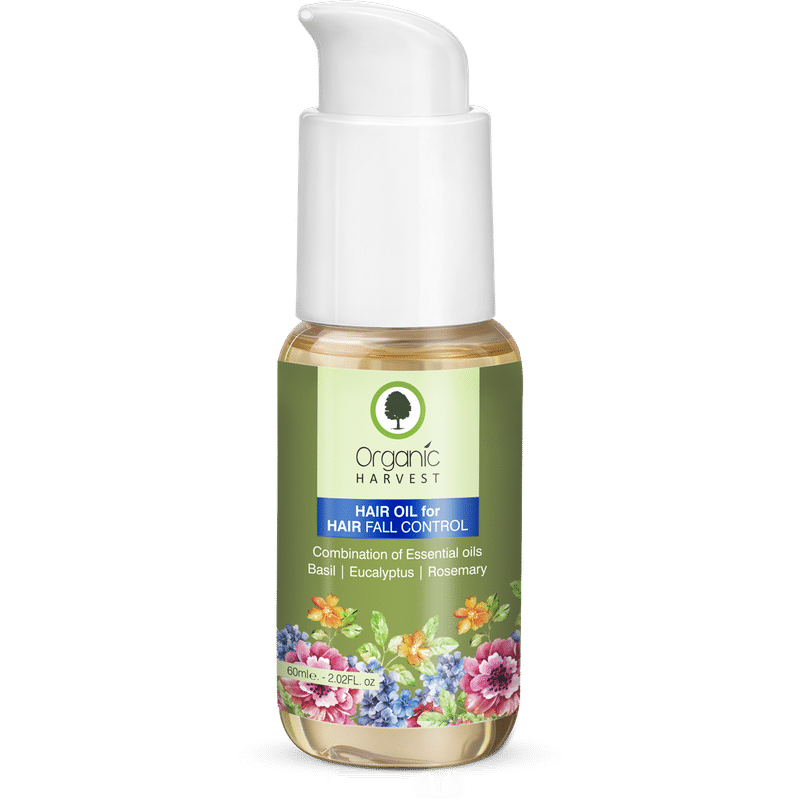 Organic
HARVEST
HAIR OIL for
HAIR FALL CONTROL
Combination of Essential oils
Basil | Eucalyptus | Rosemary
60ml℮. - 2.02FL. oz